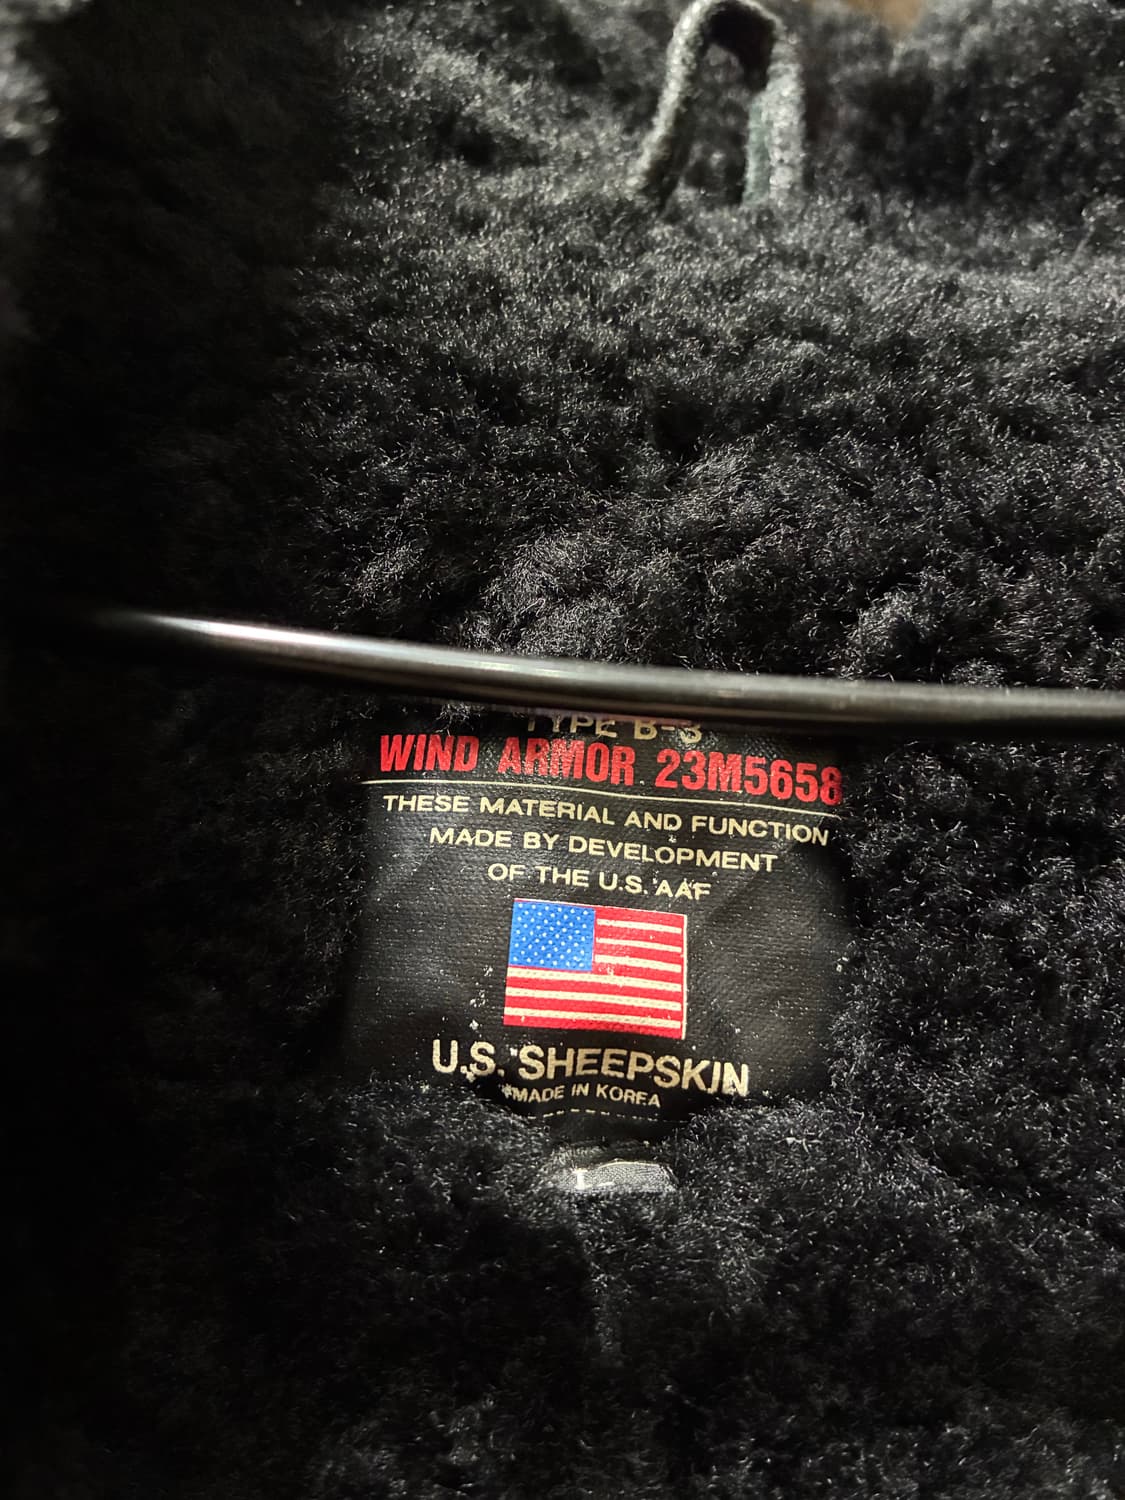 TYPE B-3
WIND ARMOR 23M5658
THESE MATERIAL AND FUNCTION
MADE BY DEVELOPMENT
OF THE U.S. AAF
U.S. SHEEPSKIN
MADE IN KOREA
L